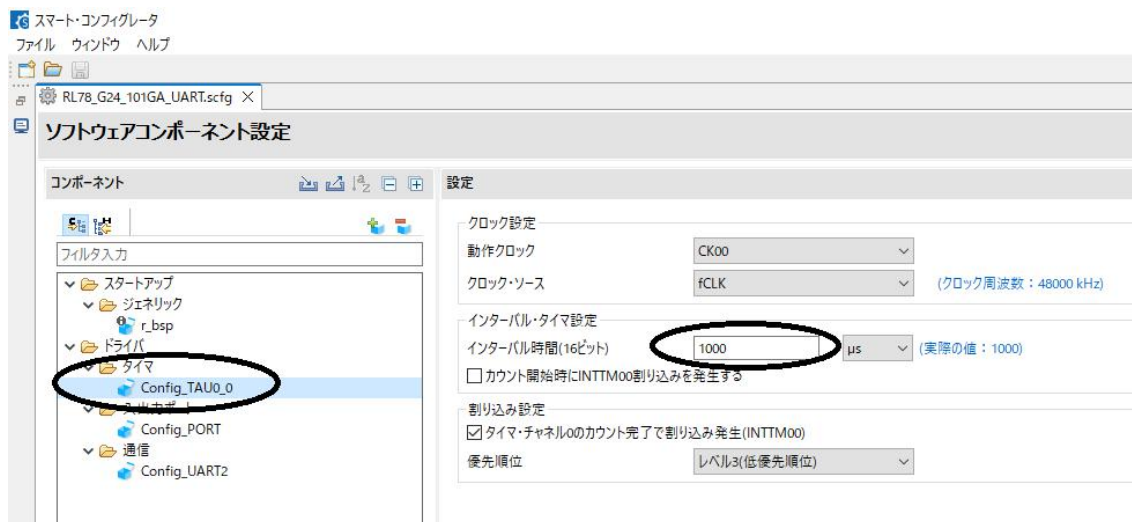 スマート・コンフィグレータ
ファイル ウィンドウ ヘルプ
RL78_G24_101GA_UART.scfg
ソフトウェアコンポーネント設定
コンポーネント
設定
フィルタ入力
スタートアップ
ジェネリック
r_bsp
ドライバ
タイマ
Config_TAU0_0
入出力ポート
Config_PORT
通信
Config_UART2
クロック設定
動作クロック CK00
クロック・ソース fCLK (クロック周波数：48000 kHz)
インターバル・タイマ設定
インターバル時間(16ビット) 1000 µs (実際の値：1000)
カウント開始時にINTTM00割り込みを発生する
割り込み設定
タイマ・チャネル0のカウント完了で割り込み発生(INTTM00)
優先順位 レベル3(低優先順位)